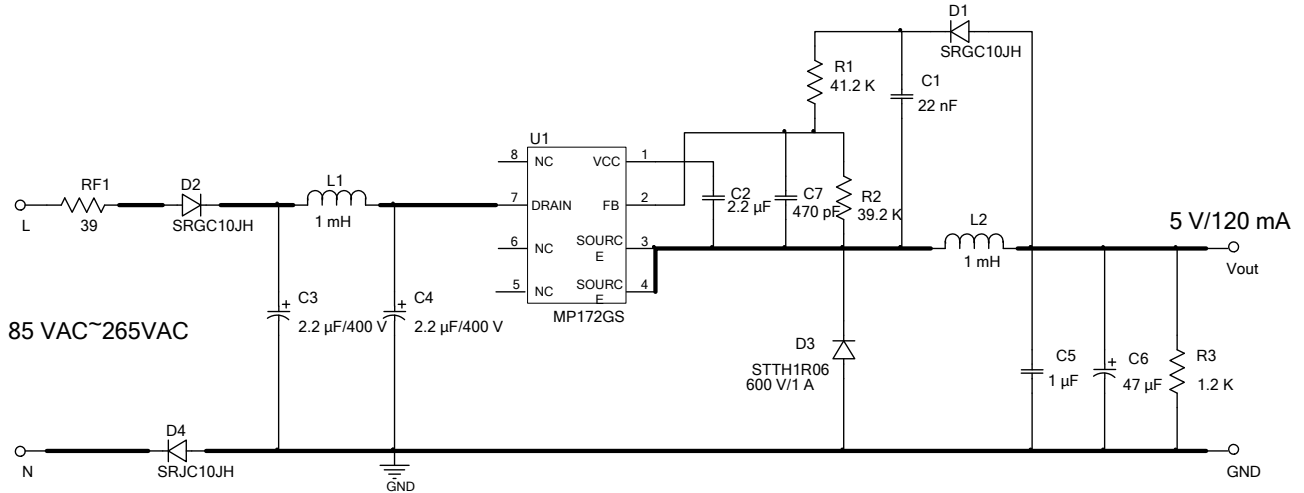 D1
SRGC10JH
R1
41.2 K
C1
22 nF
U1
8 NC VCC 1
7 DRAIN FB 2
6 NC SOURC E 3
5 NC SOURC E 4
MP172GS
RF1
39
L
D2
SRGC10JH
L1
1 mH
C2
2.2 µF
C7
470 pF
R2
39.2 K
L2
1 mH
5 V/120 mA
Vout
C3
2.2 µF/400 V
C4
2.2 µF/400 V
85 VAC~265VAC
D3
STTH1R06
600 V/1 A
C5
1 µF
C6
47 µF
R3
1.2 K
D4
SRJC10JH
N
GND
GND